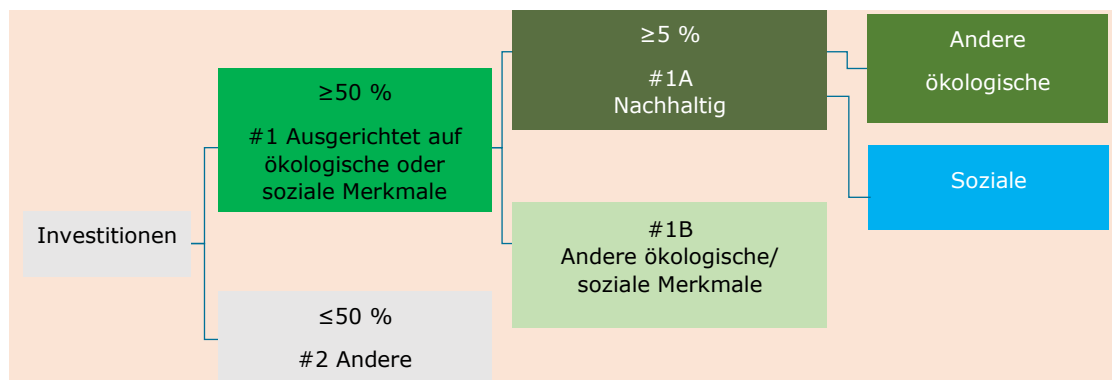 Investitionen
≥50 %
#1 Ausgerichtet auf
ökologische oder
soziale Merkmale
≤50 %
#2 Andere
≥5 %
#1A
Nachhaltig
#1B
Andere ökologische/
soziale Merkmale
Andere
ökologische
Soziale